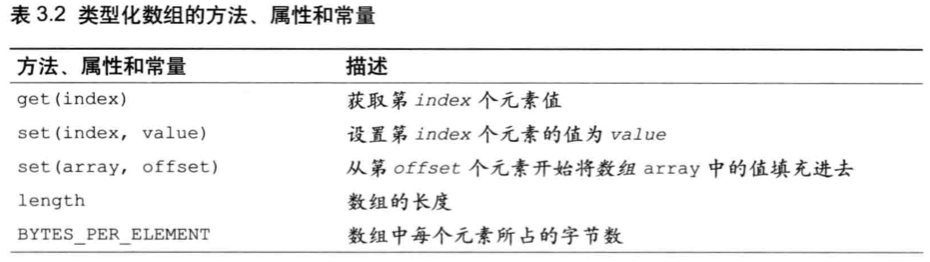 表 3.2 类型化数组的方法、属性和常量
方法、属性和常量 描述
get(index) 获取第 index 个元素值
set(index, value) 设置第 index 个元素的值为 value
set(array, offset) 从第 offset 个元素开始将数组 array 中的值填充进去
length 数组的长度
BYTES_PER_ELEMENT 数组中每个元素所占的字节数